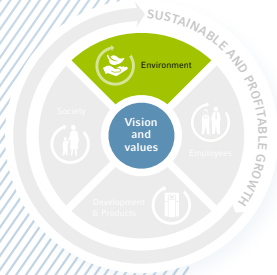 SUSTAINABLE AND PROFITABLE GROWTH
Environment
Society
Vision
and
values
Employees
Development
& Products